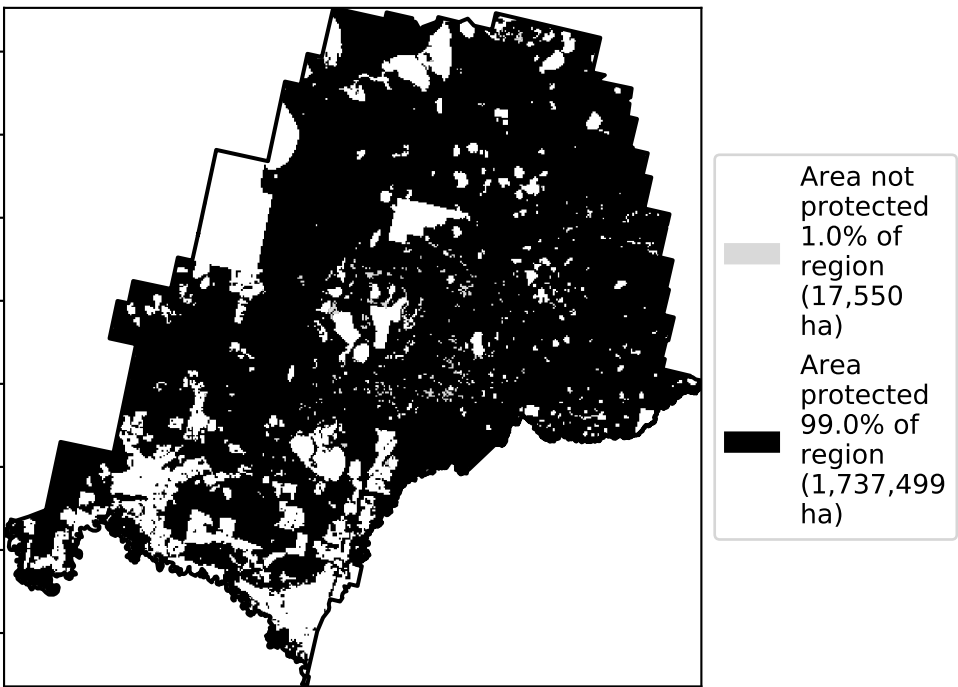 Area not
protected
1.0% of
region
(17,550
ha)
Area
protected
99.0% of
region
(1,737,499
ha)